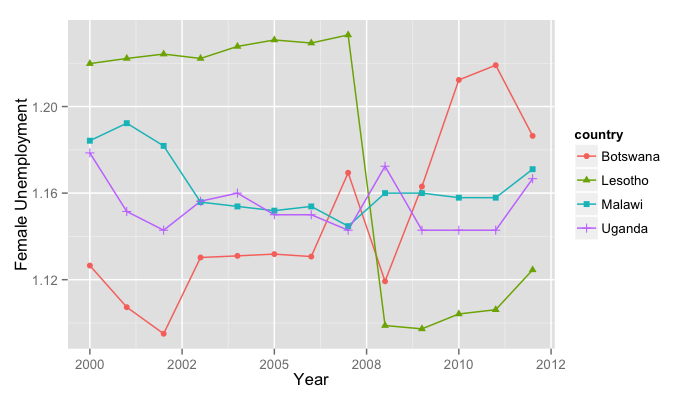 Female Unemployment
1.20
1.16
1.12
2000 2002 2005 2008 2010 2012
Year
country
Botswana
Lesotho
Malawi
Uganda